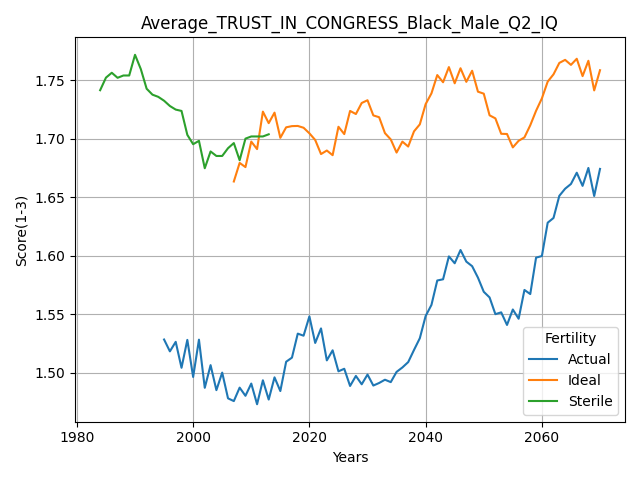 Average_TRUST_IN_CONGRESS_Black_Male_Q2_IQ
Score(1-3)
1.75
1.70
1.65
1.60
1.55
1.50
1980
2000
2020
2040
2060
Years
Fertility
Actual
Ideal
Sterile